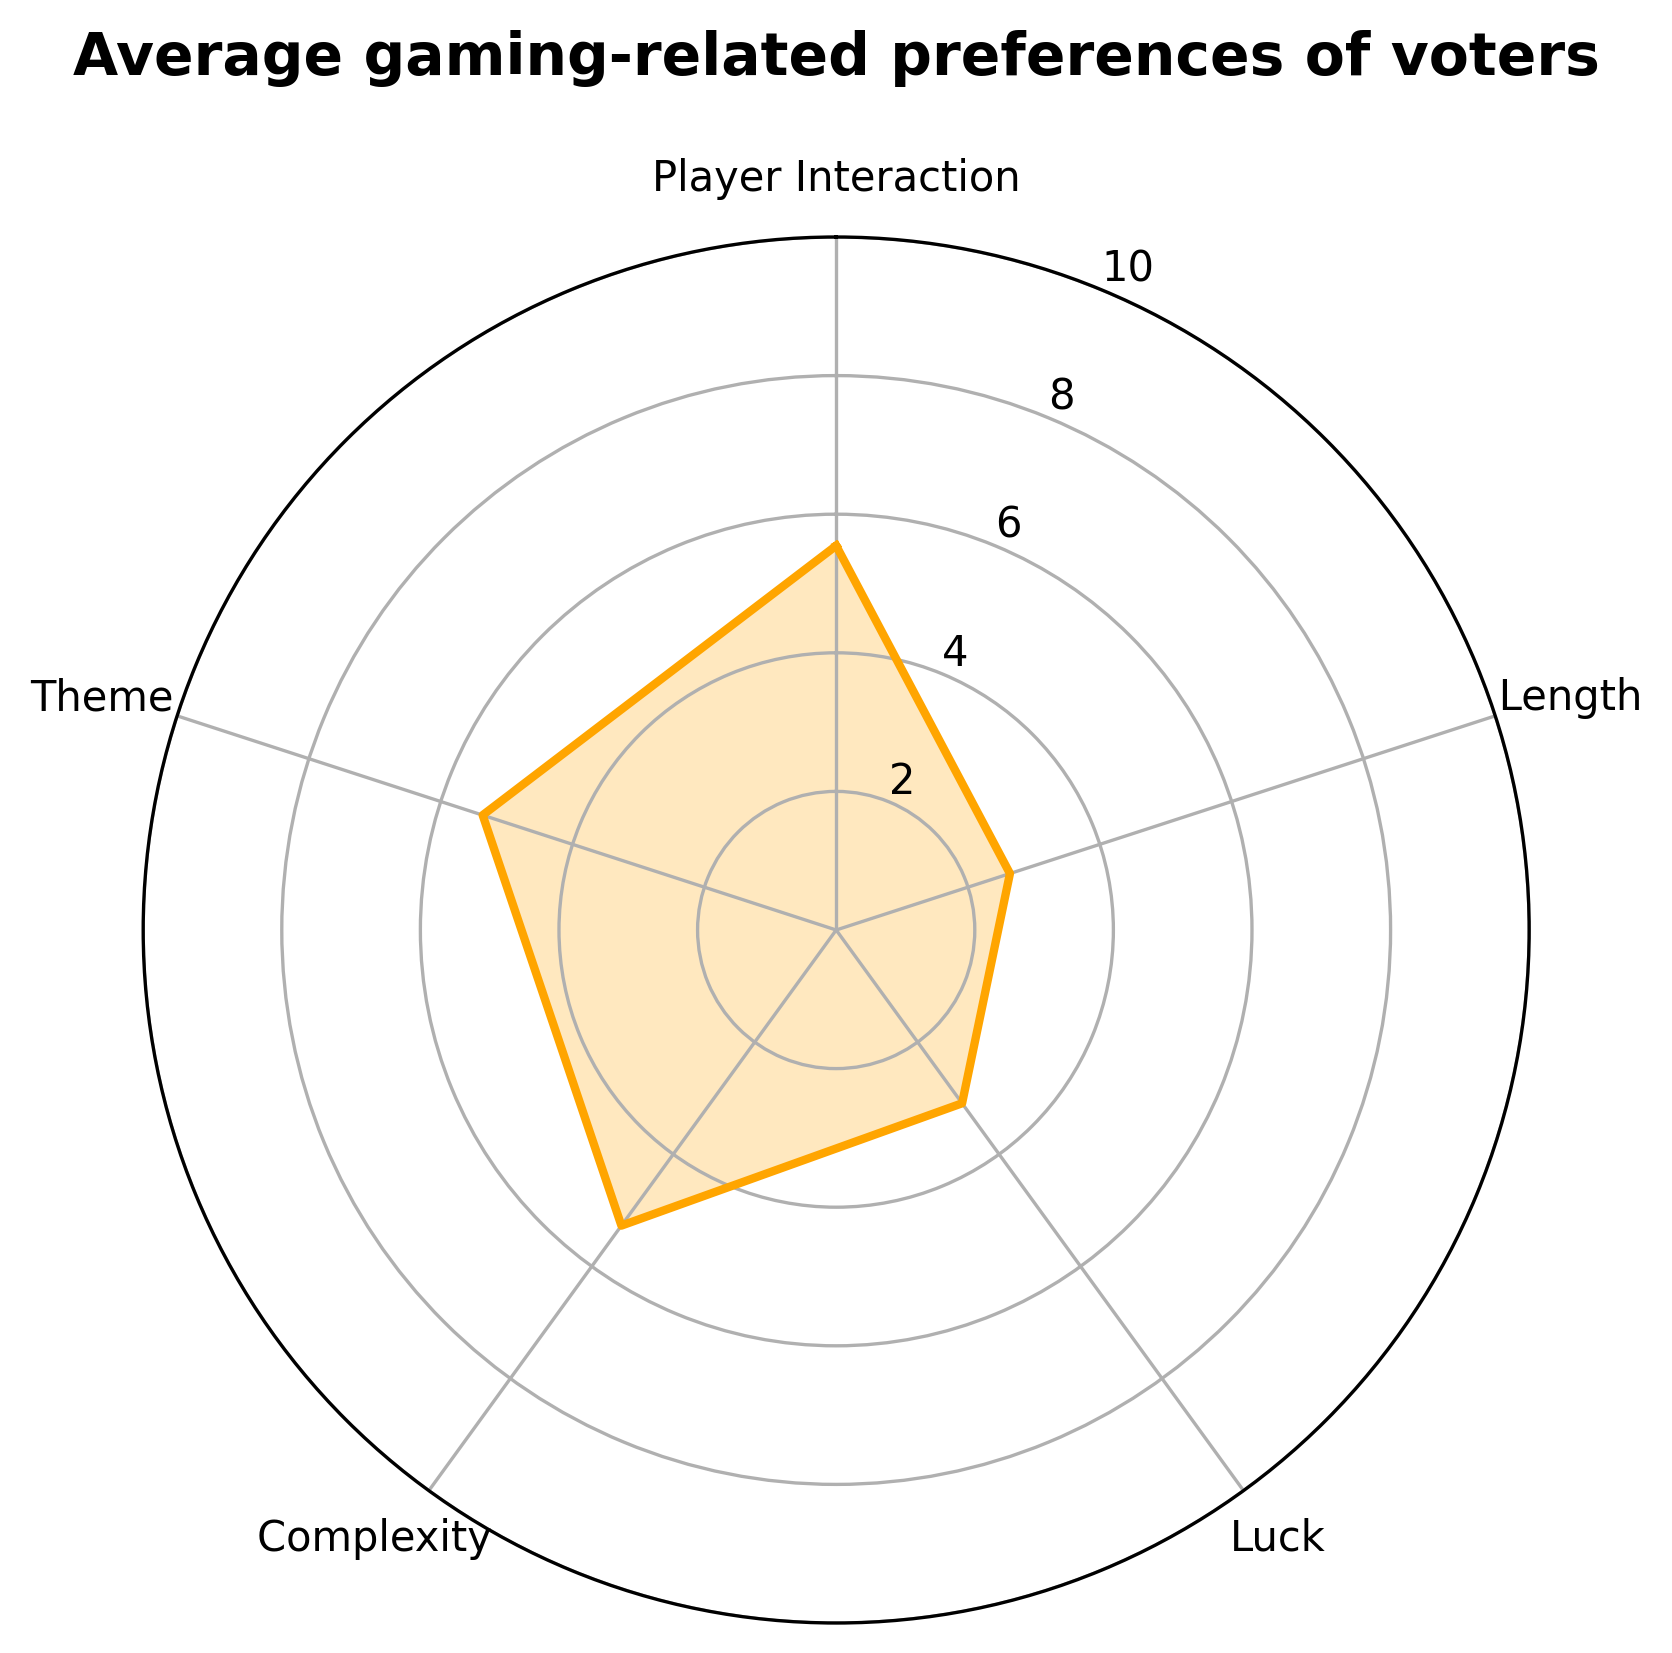 Average gaming-related preferences of voters
Player Interaction
10
8
6
4
2
Theme
Length
Complexity
Luck